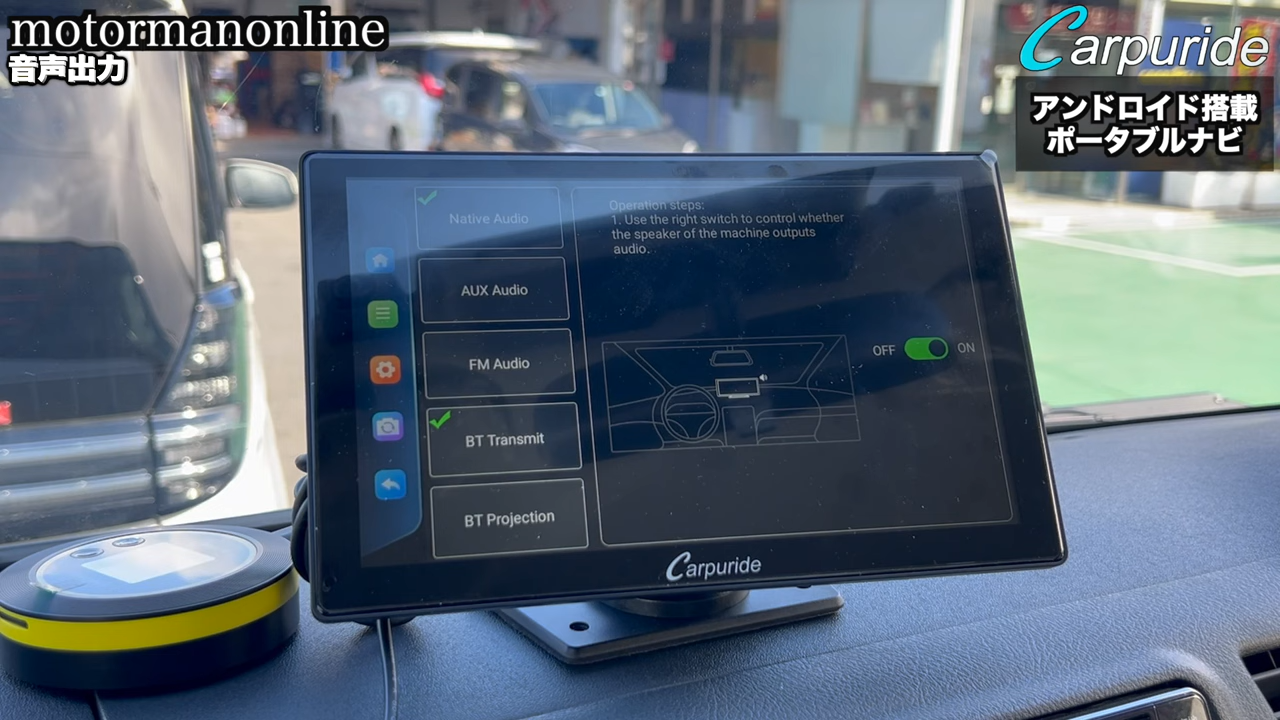 motormanonline
音声出力
Carpuride
アンドロイド搭載
ポータブルナビ
Native Audio
AUX Audio
FM Audio
BT Transmit
BT Projection
Operation steps:
1. Use the right switch to control whether
the speaker of the machine outputs
audio.
OFF
ON
Carpuride